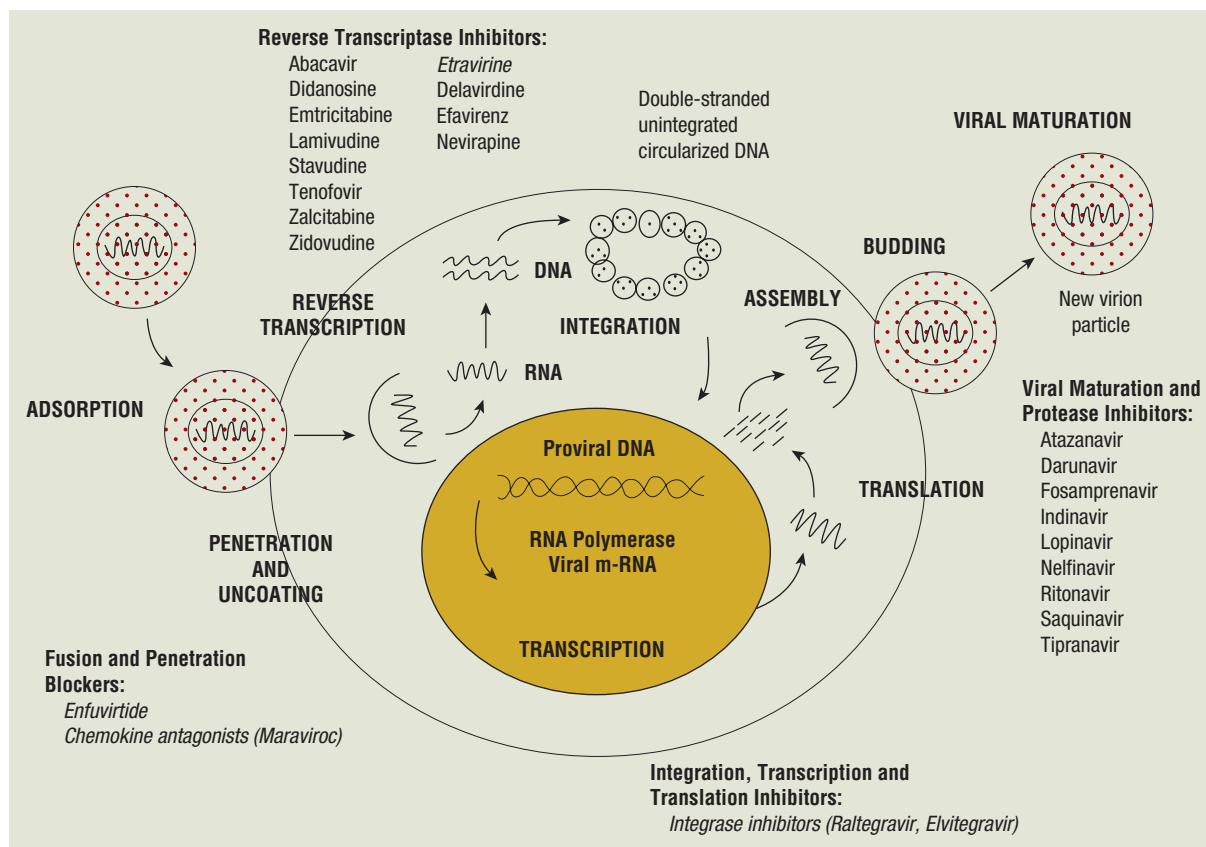 Reverse Transcriptase Inhibitors:
Abacavir
Didanosine
Emtricitabine
Lamivudine
Stavudine
Tenofovir
Zalcitabine
Zidovudine
Etravirine
Delavirdine
Efavirenz
Nevirapine
Double-stranded
unintegrated
circularized DNA
VIRAL MATURATION
BUDDING
New virion
particle
DNA
REVERSE
TRANSCRIPTION
INTEGRATION
ASSEMBLY
RNA
ADSORPTION
Viral Maturation and
Protease Inhibitors:
Atazanavir
Darunavir
Fosamprenavir
Indinavir
Lopinavir
Nelfinavir
Ritonavir
Saquinavir
Tipranavir
Proviral DNA
TRANSLATION
RNA Polymerase
Viral m-RNA
PENETRATION
AND
UNCOATING
TRANSCRIPTION
Fusion and Penetration
Blockers:
Enfuvirtide
Chemokine antagonists (Maraviroc)
Integration, Transcription and
Translation Inhibitors:
Integrase inhibitors (Raltegravir, Elvitegravir)